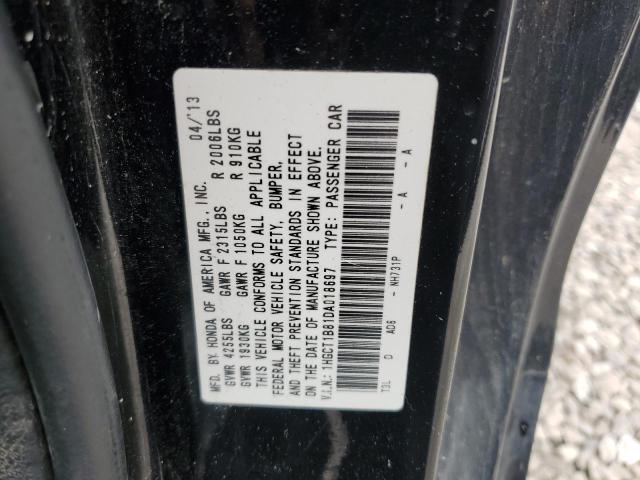 MFD. BY HONDA OF AMERICA MFG., INC. 04/'13
GVWR 4255LBS GAWR F 2315LBS R 2006LBS
GVWR 1930KG GAWR F 1050KG R 910KG
THIS VEHICLE CONFORMS TO ALL APPLICABLE
FEDERAL MOTOR VEHICLE SAFETY, BUMPER,
AND THEFT PREVENTION STANDARDS IN EFFECT
ON THE DATE OF MANUFACTURE SHOWN ABOVE.
V.I.N.: 1HGCT1B81DA018697 TYPE: PASSENGER CAR
T3L D AD6 - NH731P - A - A